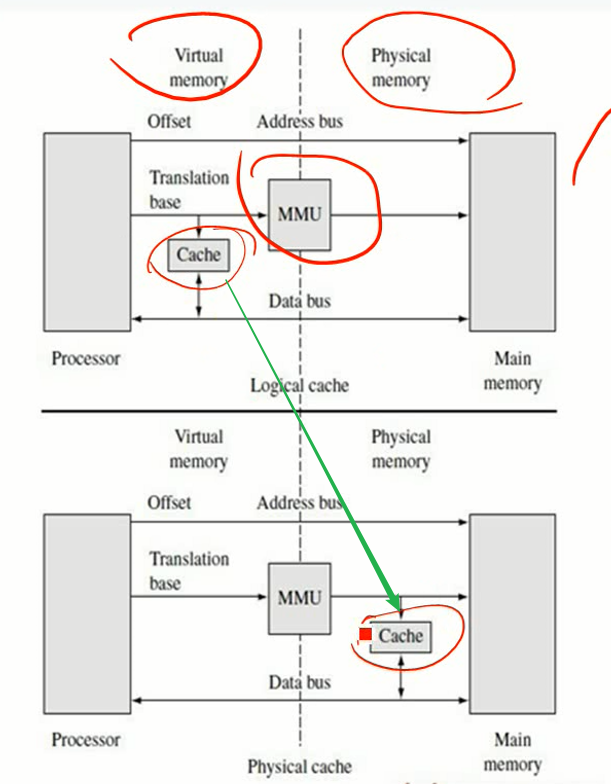 Virtual
memory
Physical
memory
Offset
Address bus
Translation
base
MMU
Cache
Data bus
Processor
Main
memory
Logical cache
Virtual
memory
Physical
memory
Offset
Address bus
Translation
base
MMU
Cache
Data bus
Processor
Main
memory
Physical cache